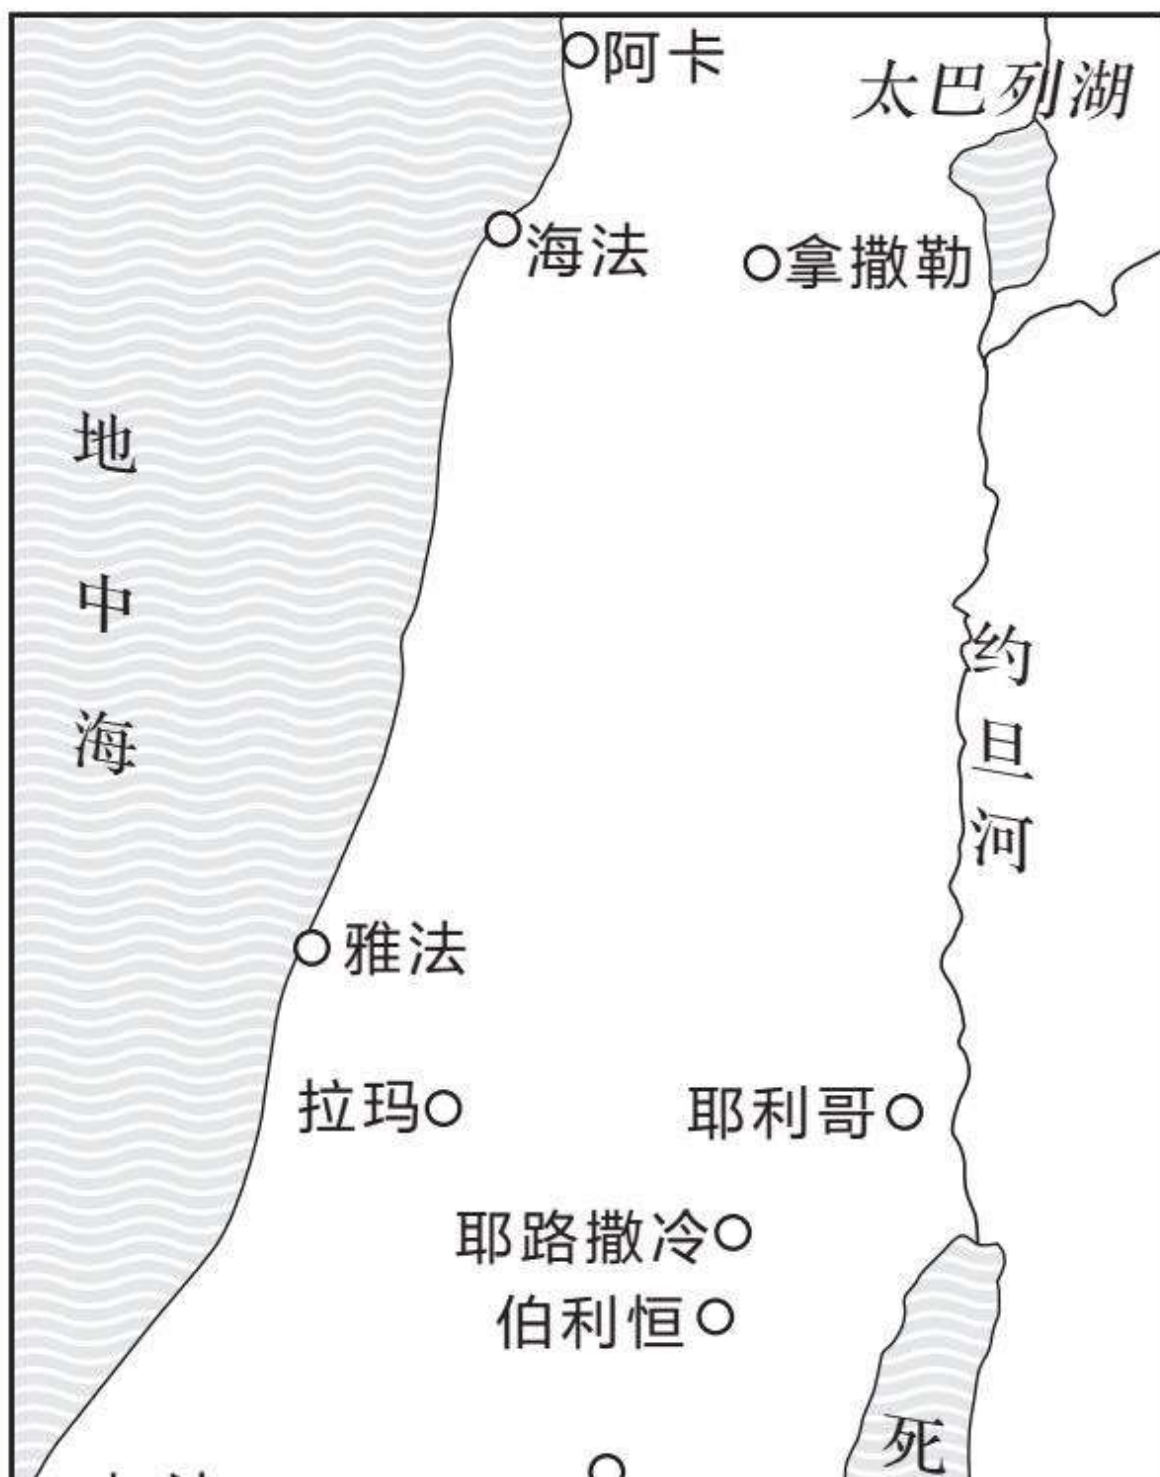 阿卡
太巴列湖
海法
拿撒勒
地中海
约旦河
雅法
拉玛
耶利哥
耶路撒冷
伯利恒
死